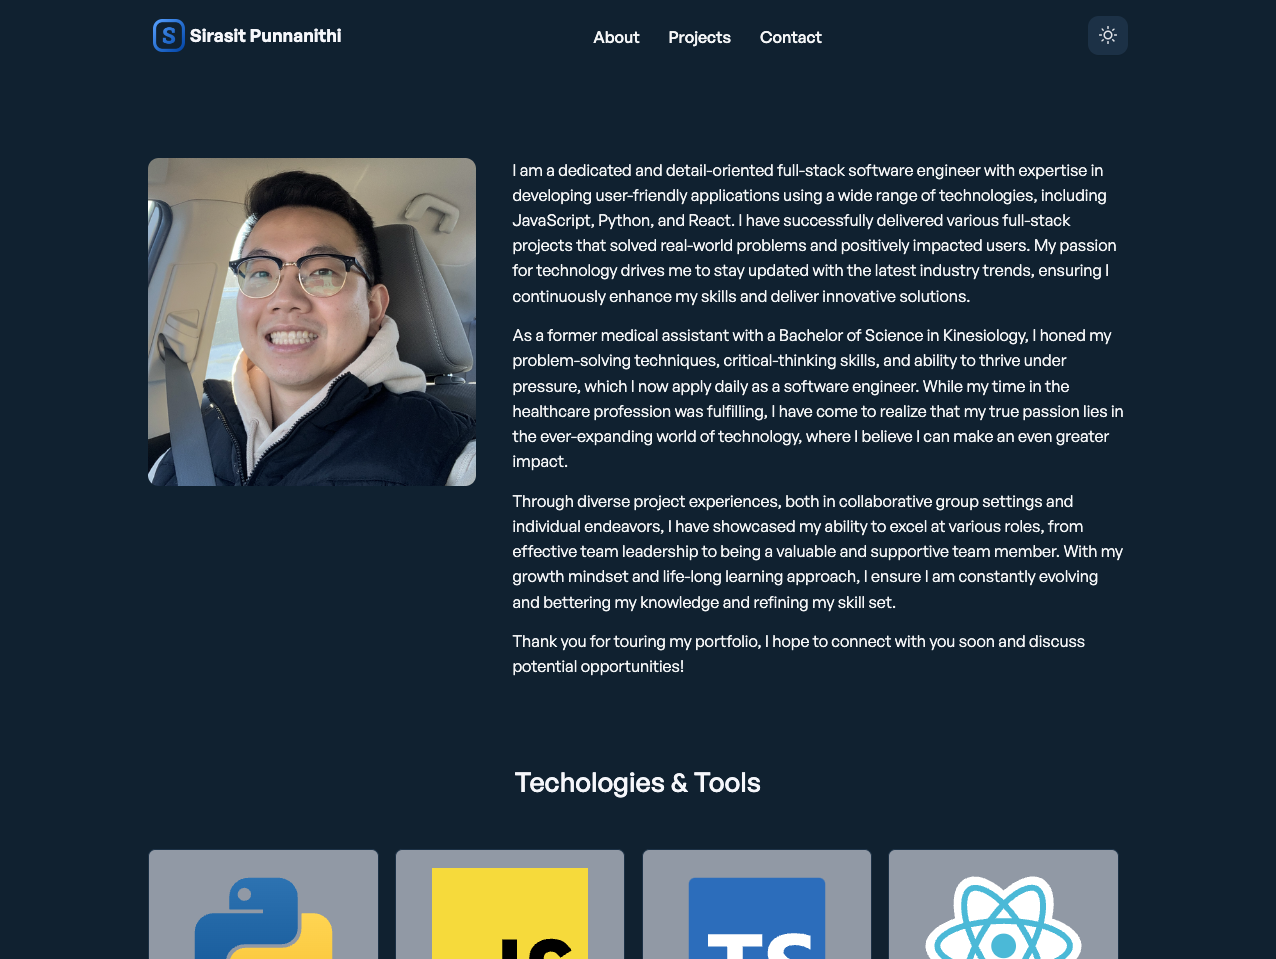 S Sirasit Punnanithi
About Projects Contact
I am a dedicated and detail-oriented full-stack software engineer with expertise in
developing user-friendly applications using a wide range of technologies, including
JavaScript, Python, and React. I have successfully delivered various full-stack
projects that solved real-world problems and positively impacted users. My passion
for technology drives me to stay updated with the latest industry trends, ensuring I
continuously enhance my skills and deliver innovative solutions.
As a former medical assistant with a Bachelor of Science in Kinesiology, I honed my
problem-solving techniques, critical-thinking skills, and ability to thrive under
pressure, which I now apply daily as a software engineer. While my time in the
healthcare profession was fulfilling, I have come to realize that my true passion lies in
the ever-expanding world of technology, where I believe I can make an even greater
impact.
Through diverse project experiences, both in collaborative group settings and
individual endeavors, I have showcased my ability to excel at various roles, from
effective team leadership to being a valuable and supportive team member. With my
growth mindset and life-long learning approach, I ensure I am constantly evolving
and bettering my knowledge and refining my skill set.
Thank you for touring my portfolio, I hope to connect with you soon and discuss
potential opportunities!
Techologies & Tools
JS TS